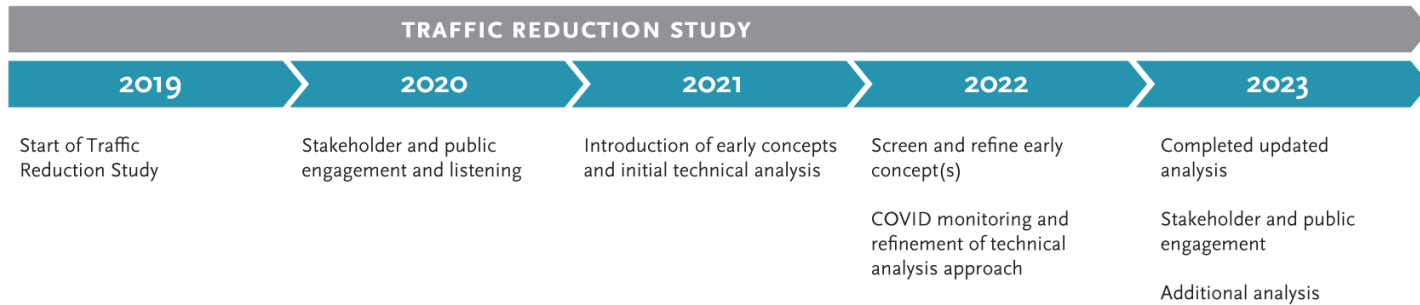 TRAFFIC REDUCTION STUDY
2019
2020
2021
2022
2023
Start of Traffic
Reduction Study
Stakeholder and public
engagement and listening
Introduction of early concepts
and initial technical analysis
Screen and refine early
concept(s)
COVID monitoring and
refinement of technical
analysis approach
Completed updated
analysis
Stakeholder and public
engagement
Additional analysis